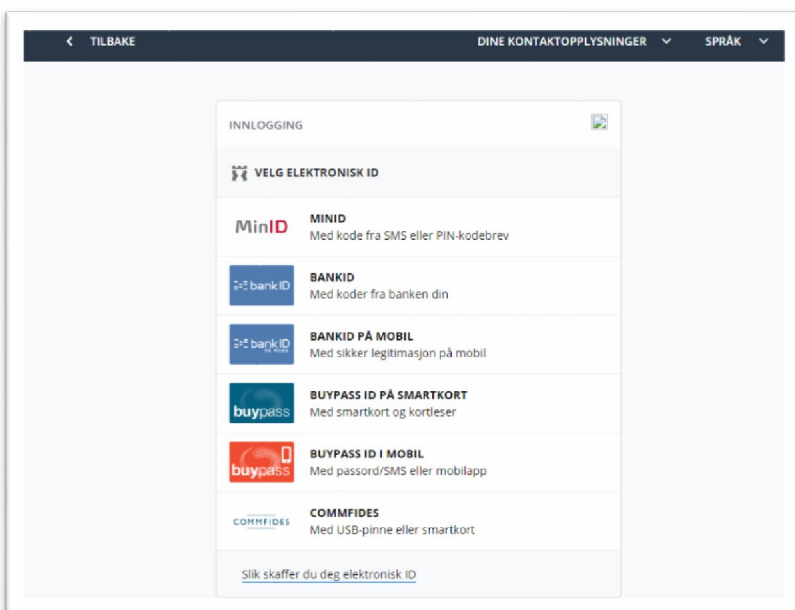 TILBAKE
DINE KONTAKTOPPLYSNINGER
SPRÅK
INNLOGGING
VELG ELEKTRONISK ID
MinID
MINID
Med kode fra SMS eller PIN-kodebrev
bankID
BANKID
Med koder fra banken din
bankID
PÅ MOBIL
BANKID PÅ MOBIL
Med sikker legitimasjon på mobil
buypass
BUYPASS ID PÅ SMARTKORT
Med smartkort og kortleser
buypass
BUYPASS ID I MOBIL
Med passord/SMS eller mobilapp
COMMFIDES
COMMFIDES
Med USB-pinne eller smartkort
Slik skaffer du deg elektronisk ID